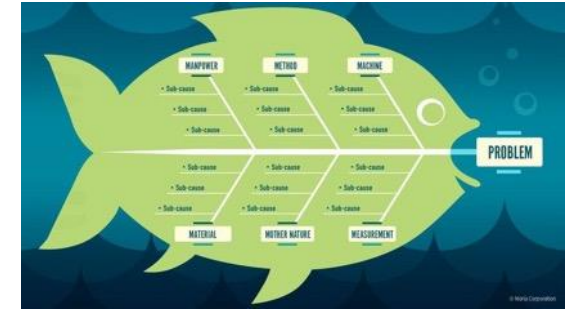 MANPOWER METHOD MACHINE
• Sub-cause • Sub-cause • Sub-cause
• Sub-cause • Sub-cause • Sub-cause
• Sub-cause • Sub-cause • Sub-cause
PROBLEM
• Sub-cause • Sub-cause • Sub-cause
• Sub-cause • Sub-cause • Sub-cause
• Sub-cause • Sub-cause • Sub-cause
MATERIAL MOTHER NATURE MEASUREMENT
© Noria Corporation